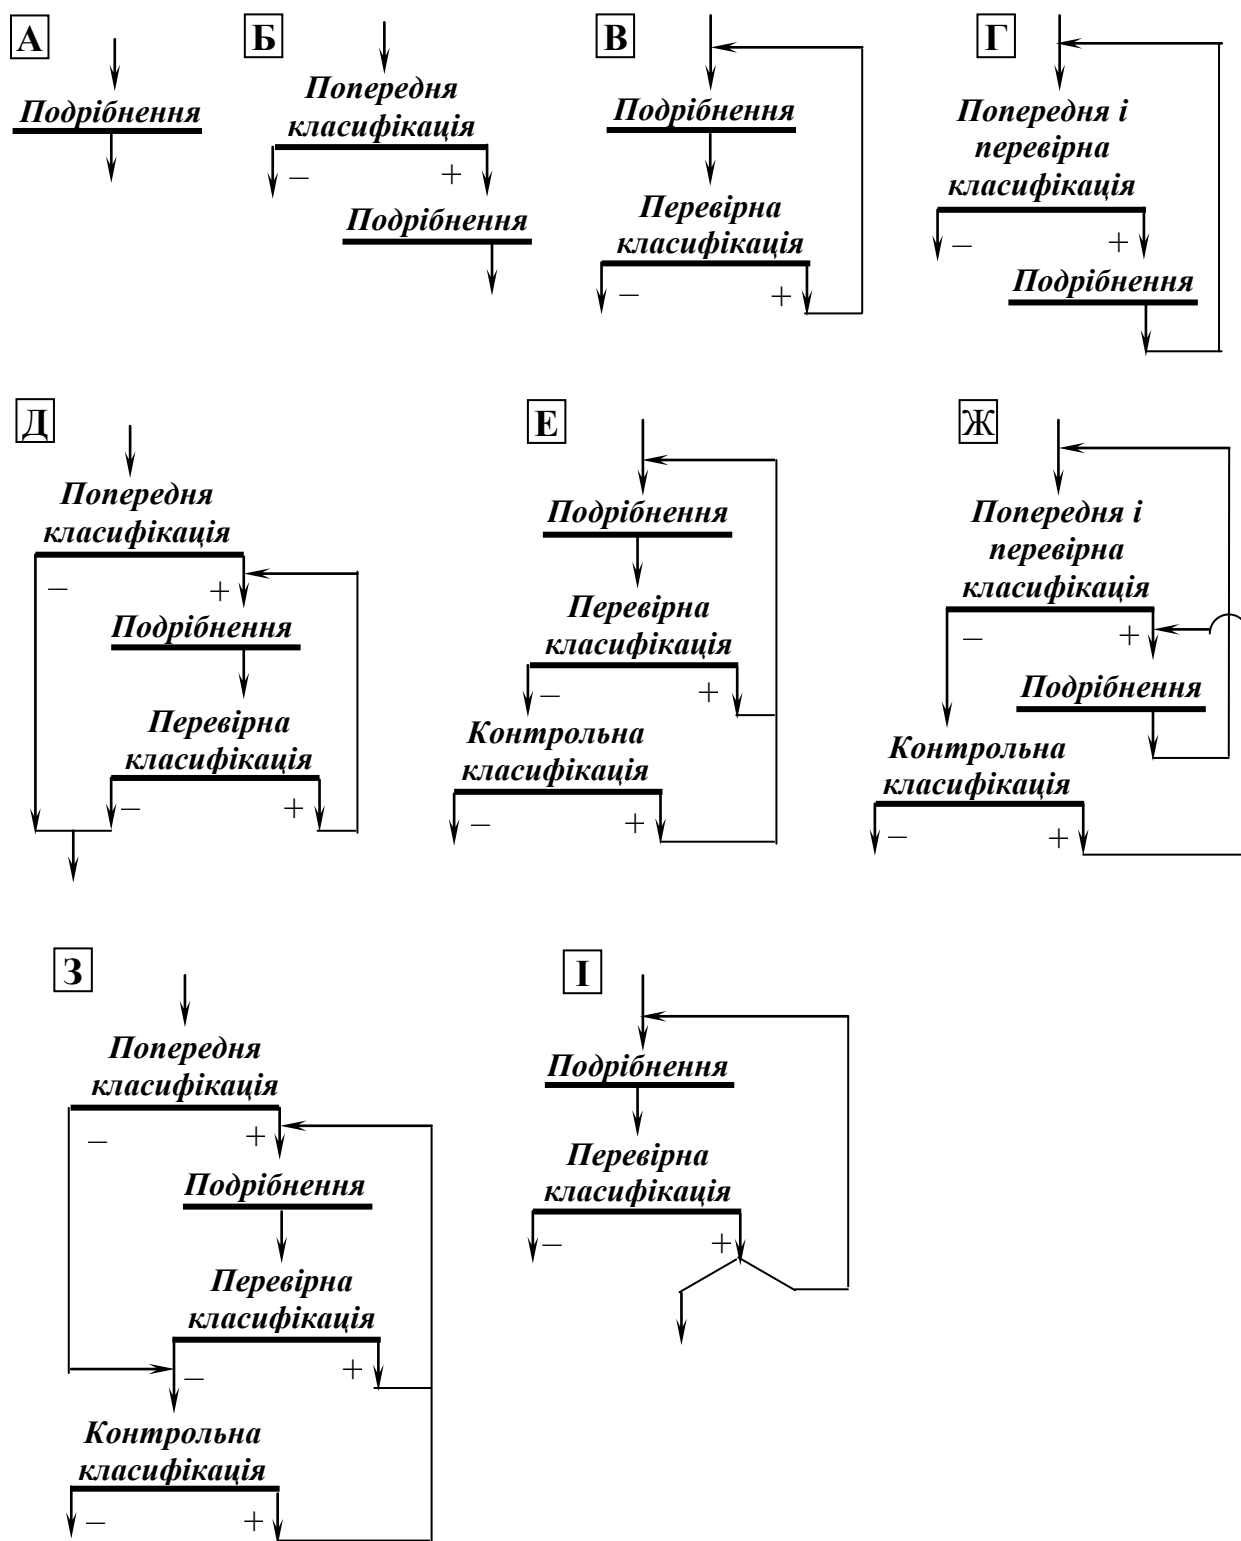 А
Подрібнення
Б
Попередня
класифікація
–
+
Подрібнення
В
Подрібнення
Перевірна
класифікація
–
+
Г
Попередня і
перевірна
класифікація
–
+
Подрібнення
Д
Попередня
класифікація
–
+
Подрібнення
Перевірна
класифікація
–
+
Е
Подрібнення
Перевірна
класифікація
–
+
Контрольна
класифікація
–
+
Ж
Попередня і
перевірна
класифікація
–
+
Подрібнення
Контрольна
класифікація
–
+
З
Попередня
класифікація
–
+
Подрібнення
Перевірна
класифікація
–
+
Контрольна
класифікація
–
+
І
Подрібнення
Перевірна
класифікація
–
+